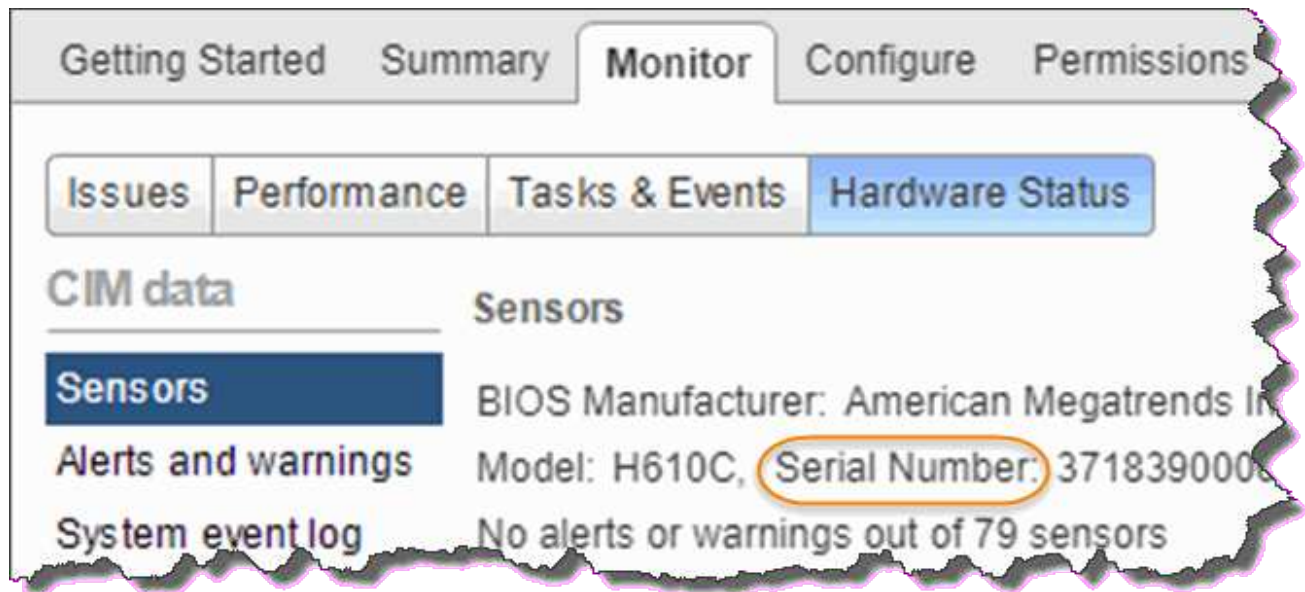 Getting Started Summary Monitor Configure Permissions
Issues Performance Tasks & Events Hardware Status
CIM data
Sensors
Sensors
Alerts and warnings
System event log
BIOS Manufacturer: American Megatrends
Model: H610C, Serial Number:
No alerts or warnings out of 79 sensors